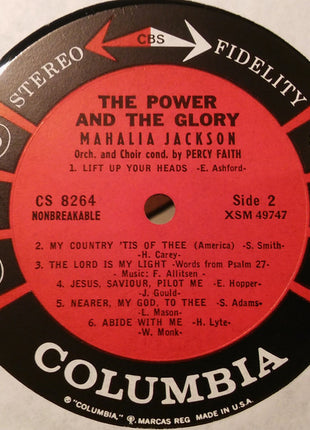 CBS
STEREO FIDELITY
THE POWER
AND THE GLORY
MAHALIA JACKSON
Orch. and Choir cond. by PERCY FAITH
1. LIFT UP YOUR HEADS -E. Ashford-
CS 8264 Side 2
NONBREAKABLE XSM 49747
2. MY COUNTRY 'TIS OF THEE (America) -S. Smith-
H. Carey-
3. THE LORD IS MY LIGHT -Words from Psalm 27-
Music: F. Allitsen -
4. JESUS, SAVIOUR, PILOT ME -E. Hopper-
J. Gould-
5. NEARER, MY GOD, TO THEE -S. Adams-
L. Mason-
6. ABIDE WITH ME -H. Lyte-
W. Monk-
COLUMBIA
® "COLUMBIA," ®, MARCAS REG. MADE IN U.S.A.